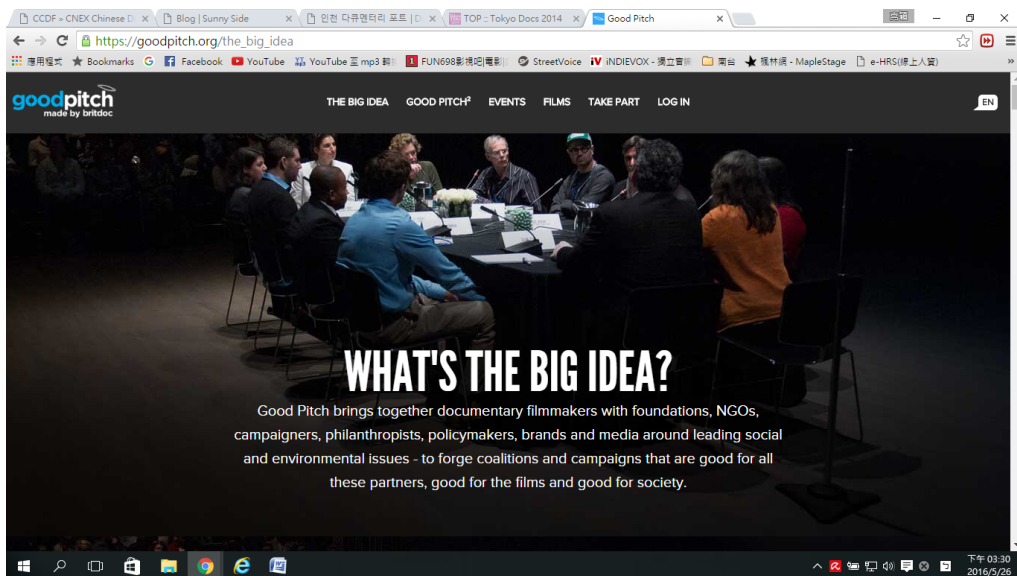 CCDF » CNEX Chinese D
Blog | Sunny Side
인천 다큐멘터리 포트 | D
TOP :: Tokyo Docs 2014
Good Pitch
https://goodpitch.org/the_big_idea
應用程式 Bookmarks Facebook YouTube YouTube 至 mp3 轉 FUN698影視吧|電影| StreetVoice iNDIEVOX - 獨立音 南台 楓林網 - MapleStage e-HRS(線上人資)
goodpitch
made by britdoc
THE BIG IDEA GOOD PITCH² EVENTS FILMS TAKE PART LOG IN
EN
WHAT'S THE BIG IDEA?
Good Pitch brings together documentary filmmakers with foundations, NGOs,
campaigners, philanthropists, policymakers, brands and media around leading social
and environmental issues - to forge coalitions and campaigns that are good for all
these partners, good for the films and good for society.
下午 03:30
2016/5/26